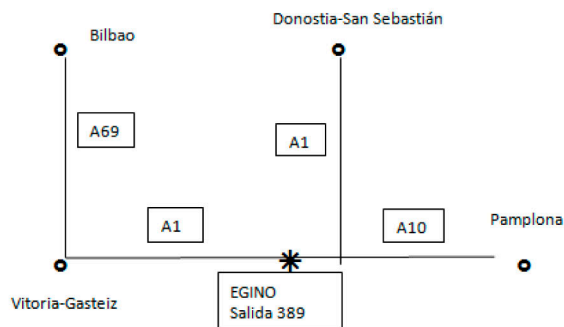 Donostia-San Sebastián
Bilbao
A69
A1
A1
A10
Pamplona
Vitoria-Gasteiz
EGINO
Salida 389